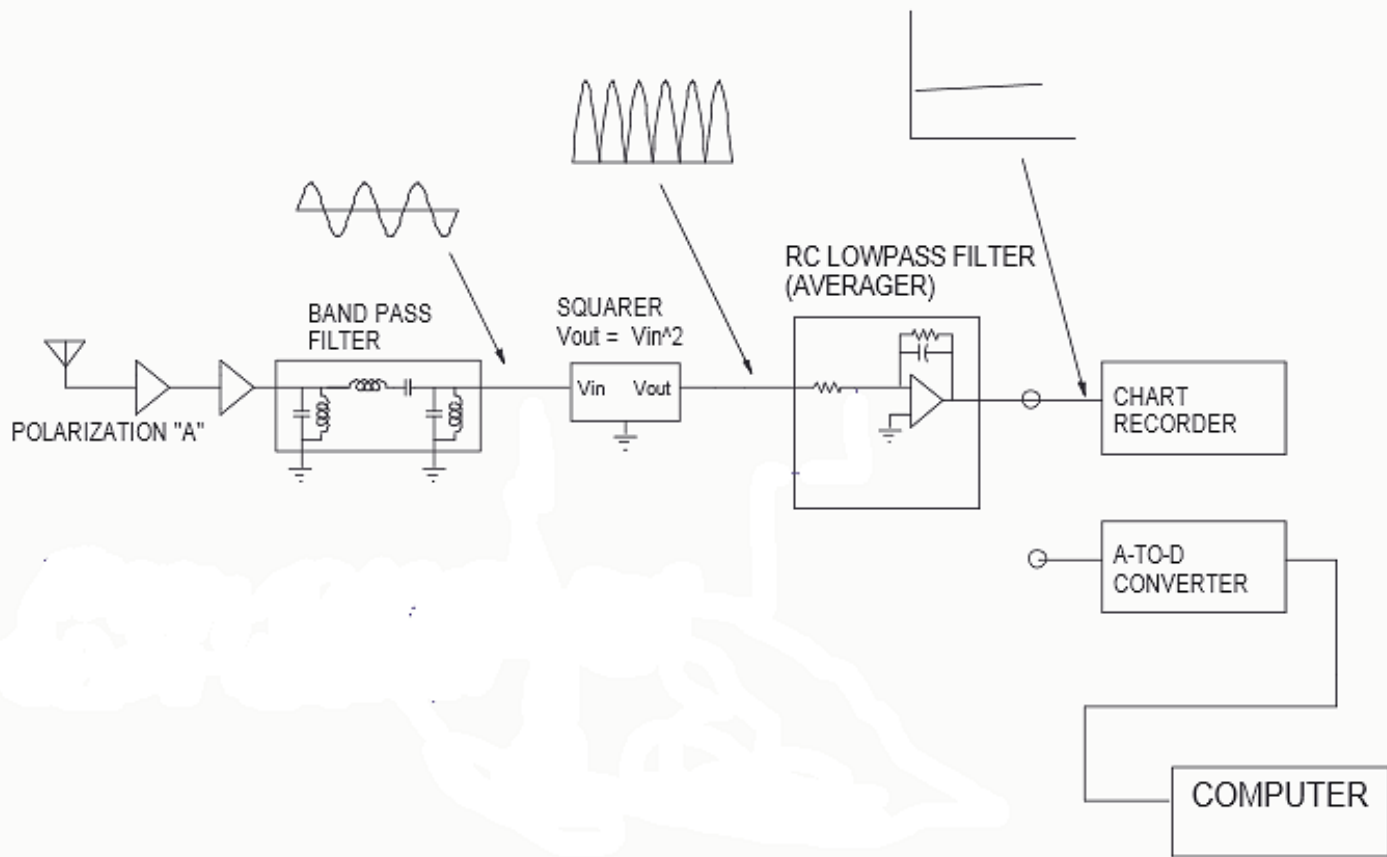 RC LOWPASS FILTER
(AVERAGER)
BAND PASS
FILTER
SQUARER
Vout = Vin^2
Vin
Vout
POLARIZATION "A"
CHART
RECORDER
A-TO-D
CONVERTER
COMPUTER